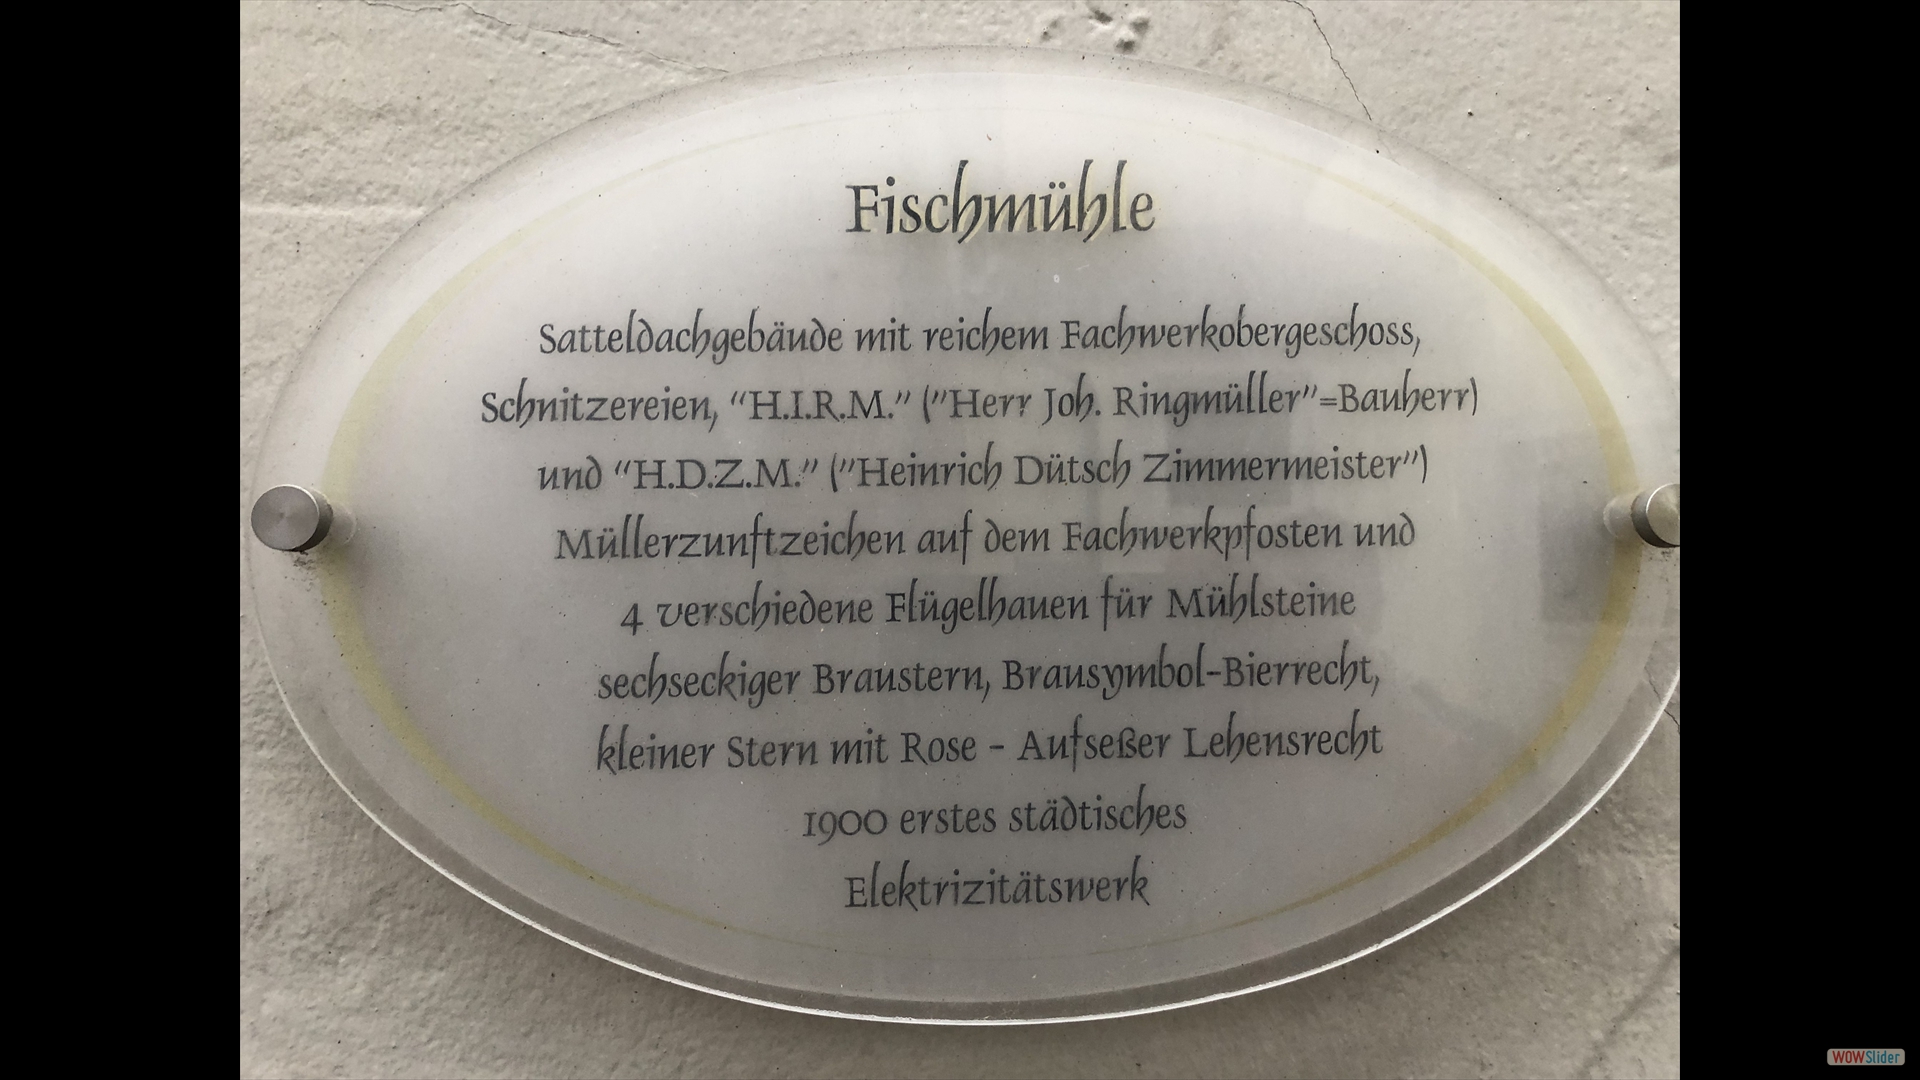 Fischmühle
Satteldachgebäude mit reichem Fachwerkobergeschoss,
Schnitzereien, “H.I.R.M.” (”Herr Joh. Ringmüller”=Bauherr)
und “H.D.Z.M.” (”Heinrich Dütsch Zimmermeister”)
Müllerzunftzeichen auf dem Fachwerkpfosten und
4 verschiedene Flügelhauen für Mühlsteine
sechseckiger Braustern, Brausymbol-Bierrecht,
kleiner Stern mit Rose - Aufseßer Lehensrecht
1900 erstes städtisches
Elektrizitätswerk
WOWSlider